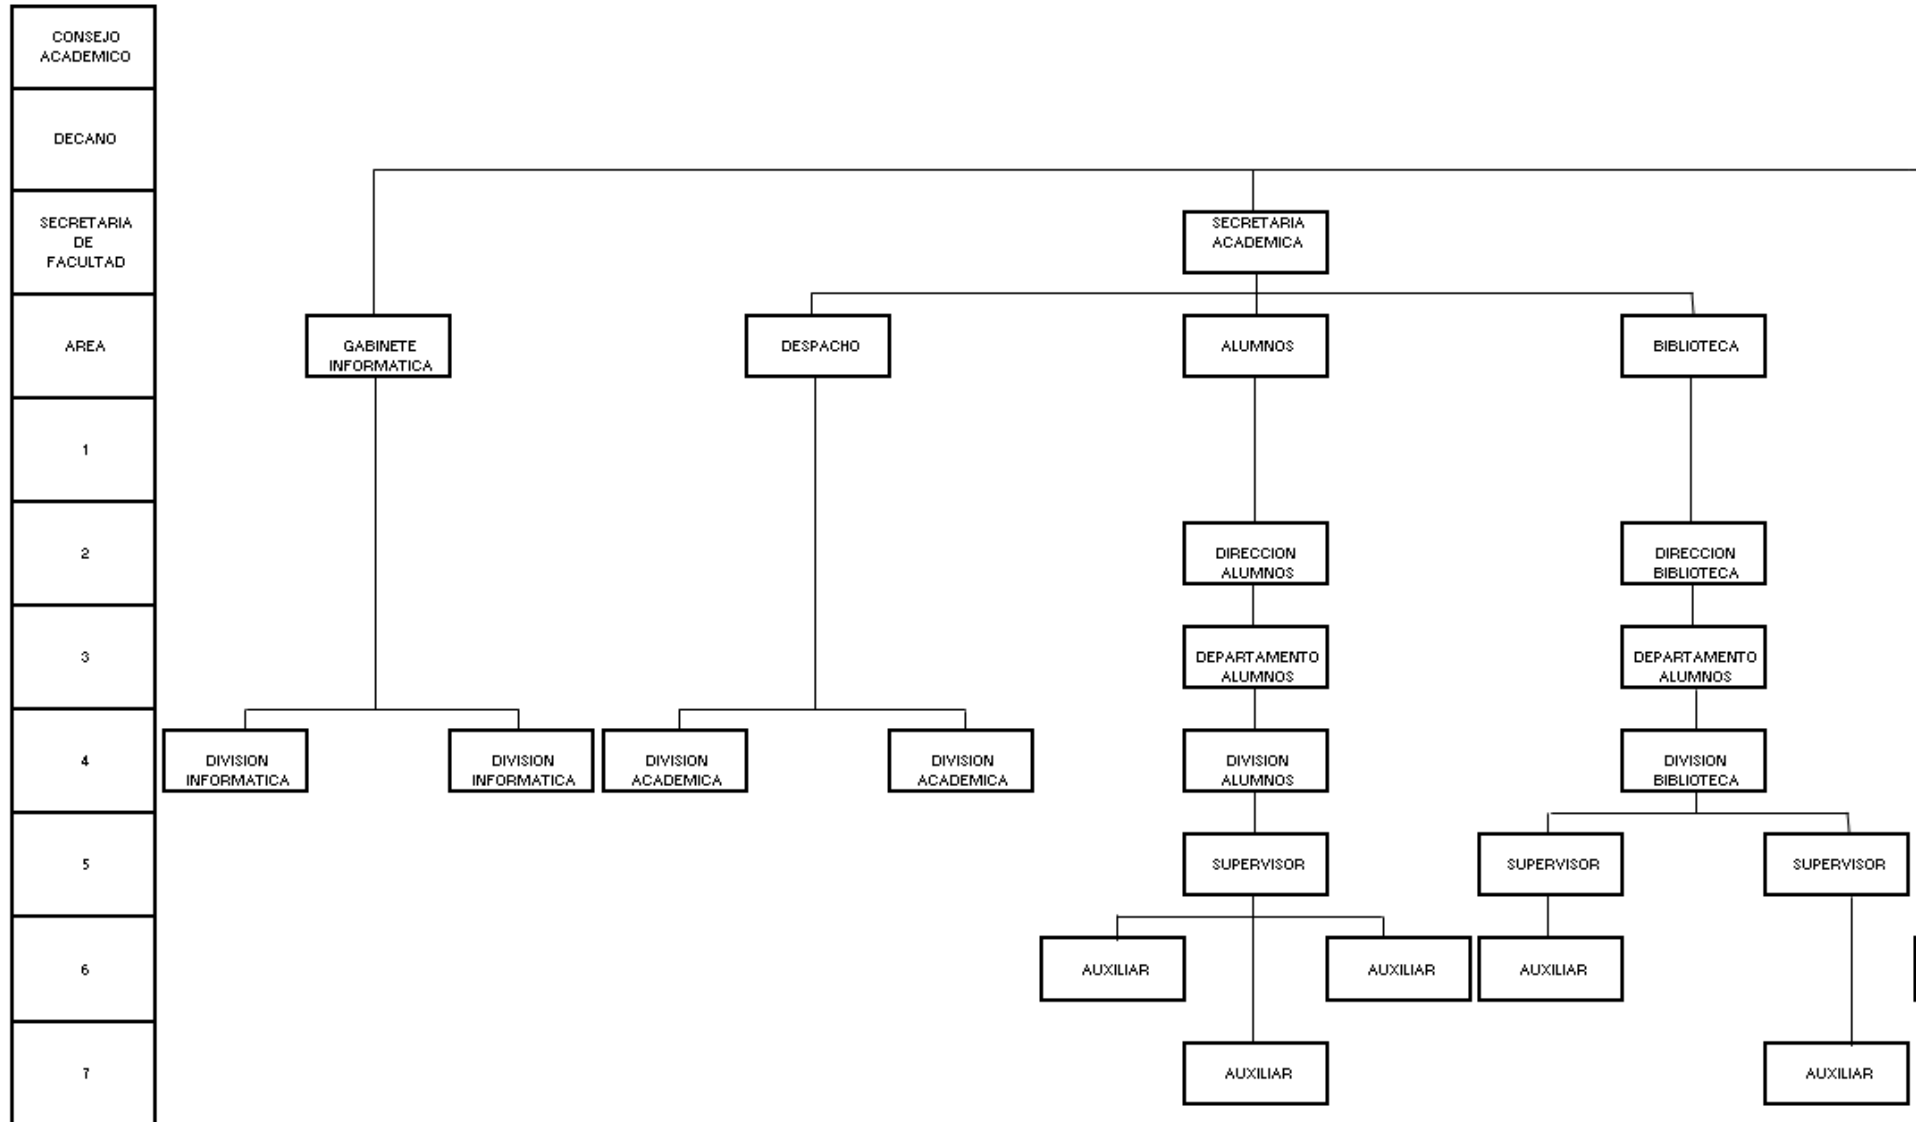 CONSEJO
ACADEMICO
DECANO
SECRETARIA
DE
FACULTAD
SECRETARIA
ACADEMICA
AREA
GABINETE
INFORMATICA
DESPACHO
ALUMNOS
BIBLIOTECA
1
2
DIRECCION
ALUMNOS
DIRECCION
BIBLIOTECA
3
DEPARTAMENTO
ALUMNOS
DEPARTAMENTO
ALUMNOS
4
DIVISION
INFORMATICA
DIVISION
INFORMATICA
DIVISION
ACADEMICA
DIVISION
ACADEMICA
DIVISION
ALUMNOS
DIVISION
BIBLIOTECA
5
SUPERVISOR
SUPERVISOR
SUPERVISOR
6
AUXILIAR
AUXILIAR
AUXILIAR
7
AUXILIAR
AUXILIAR